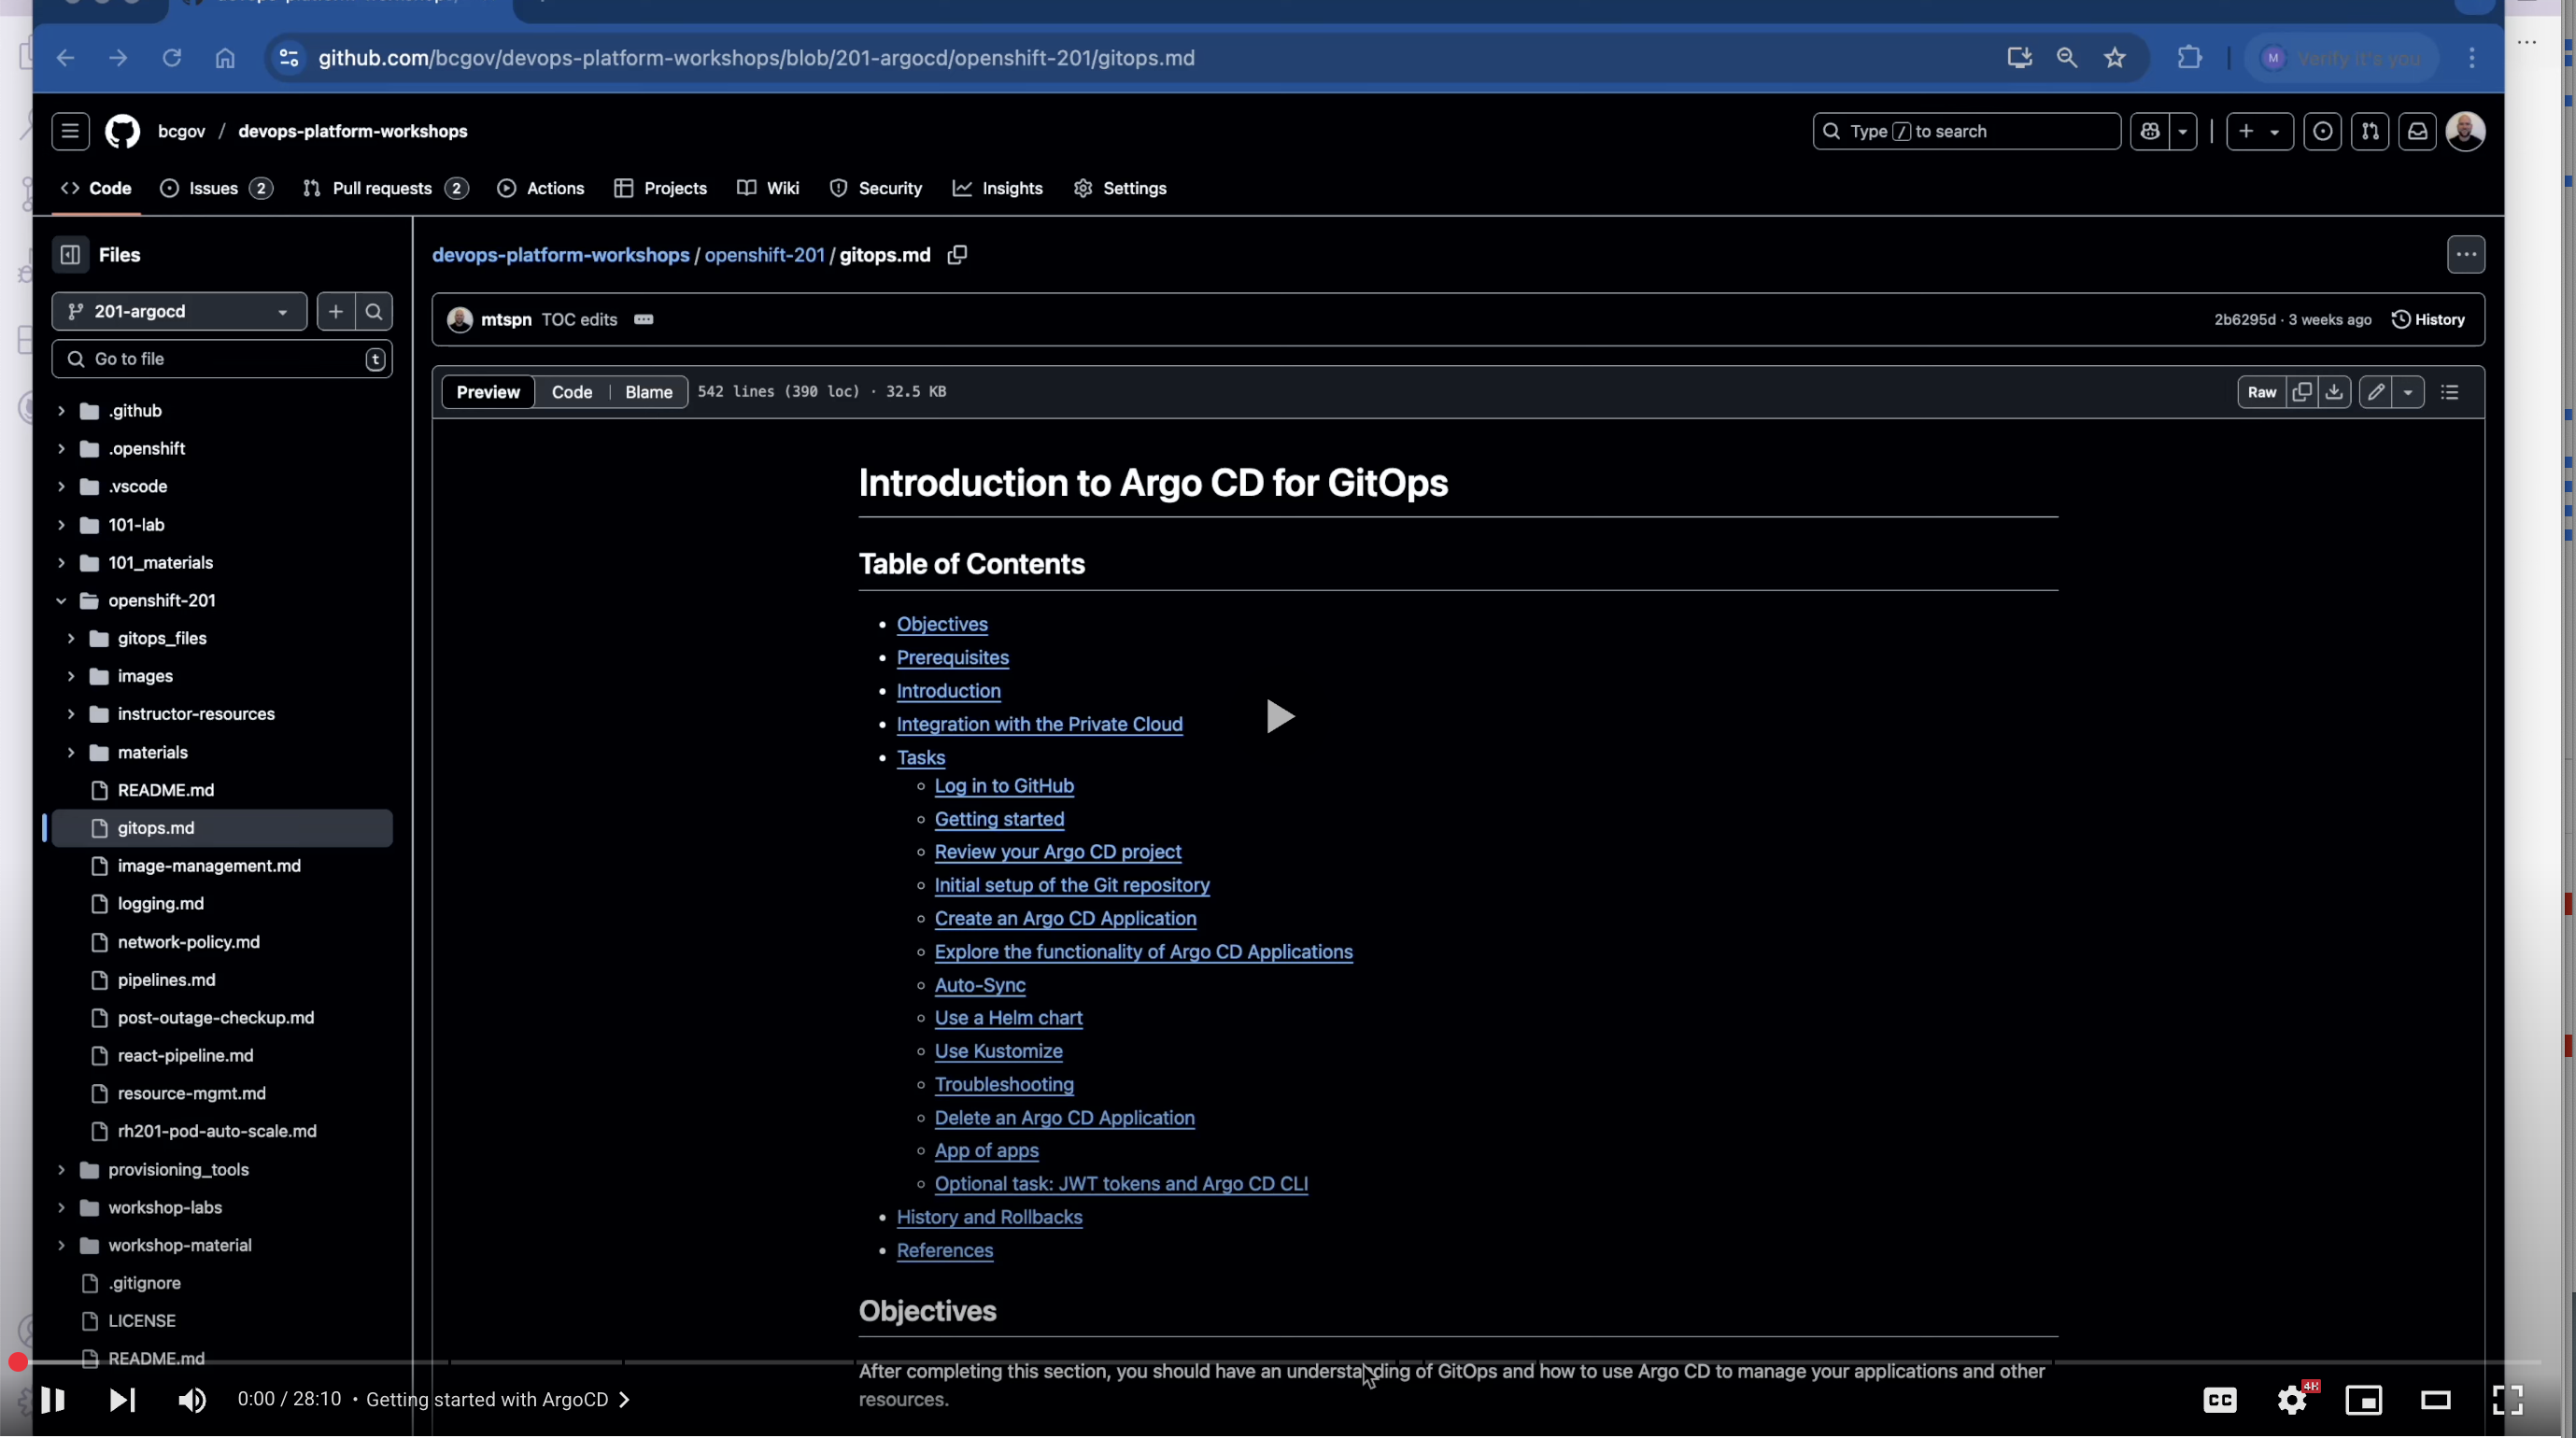 github.com/bcgov/devops-platform-workshops/blob/201-argocd/openshift-201/gitops.md
M Verify it's you
bcgov / devops-platform-workshops
Type / to search
Code
Issues 2
Pull requests 2
Actions
Projects
Wiki
Security
Insights
Settings
Files
devops-platform-workshops / openshift-201 / gitops.md
201-argocd
mtspn TOC edits
2b6295d · 3 weeks ago
History
Go to file
t
Preview
Code
Blame
542 lines (390 loc) · 32.5 KB
Raw
.github
.openshift
.vscode
101-lab
101_materials
openshift-201
gitops_files
images
instructor-resources
materials
README.md
gitops.md
image-management.md
logging.md
network-policy.md
pipelines.md
post-outage-checkup.md
react-pipeline.md
resource-mgmt.md
rh201-pod-auto-scale.md
provisioning_tools
workshop-labs
workshop-material
.gitignore
LICENSE
README.md
Introduction to Argo CD for GitOps
Table of Contents
• Objectives
• Prerequisites
• Introduction
• Integration with the Private Cloud
• Tasks
◦ Log in to GitHub
◦ Getting started
◦ Review your Argo CD project
◦ Initial setup of the Git repository
◦ Create an Argo CD Application
◦ Explore the functionality of Argo CD Applications
◦ Auto-Sync
◦ Use a Helm chart
◦ Use Kustomize
◦ Troubleshooting
◦ Delete an Argo CD Application
◦ App of apps
◦ Optional task: JWT tokens and Argo CD CLI
• History and Rollbacks
• References
Objectives
After completing this section, you should have an understanding of GitOps and how to use Argo CD to manage your applications and other
resources.
0:00 / 28:10 • Getting started with ArgoCD
CC
4K